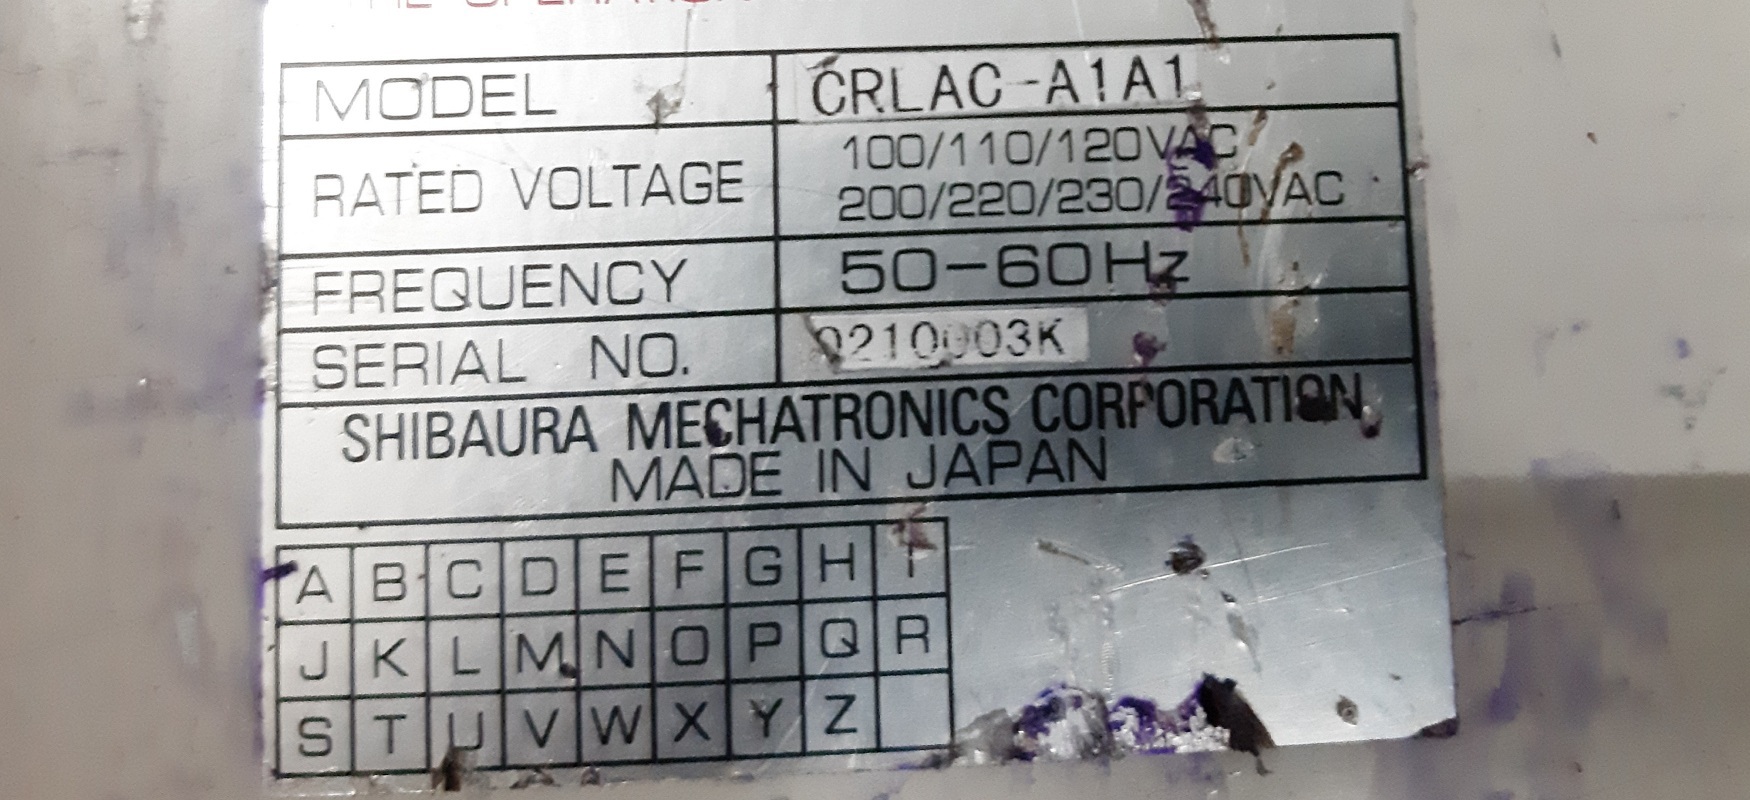 MODEL CRLAC-A1A1
RATED VOLTAGE 100/110/120VAC
200/220/230/240VAC
FREQUENCY 50-60Hz
SERIAL NO. 0210003K
SHIBAURA MECHATRONICS CORPORATION
MADE IN JAPAN
A B C D E F G H I
J K L M N O P Q R
S T U V W X Y Z